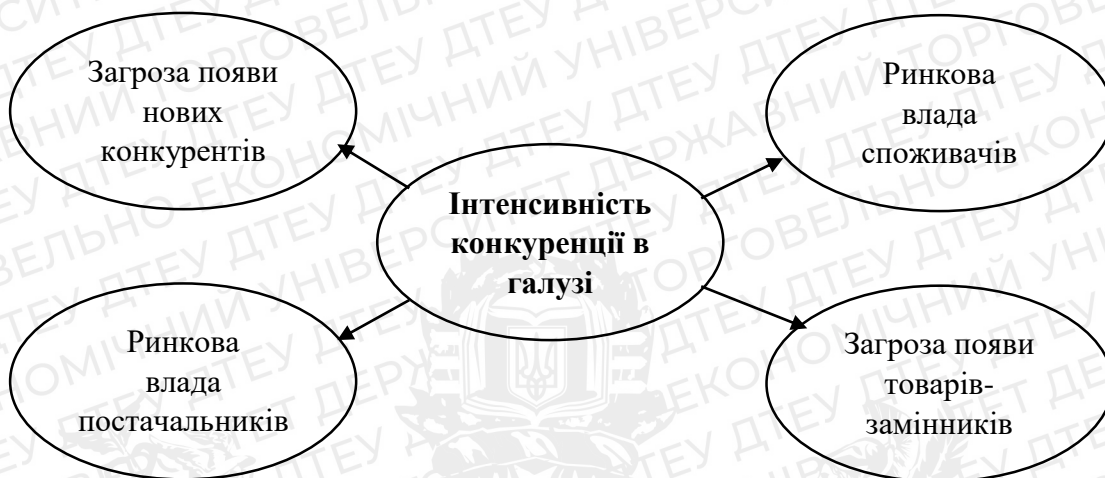 Загроза появи
нових
конкурентів
Ринкова
влада
споживачів
Інтенсивність
конкуренції в
галузі
Ринкова
влада
постачальників
Загроза появи
товарів-
замінників